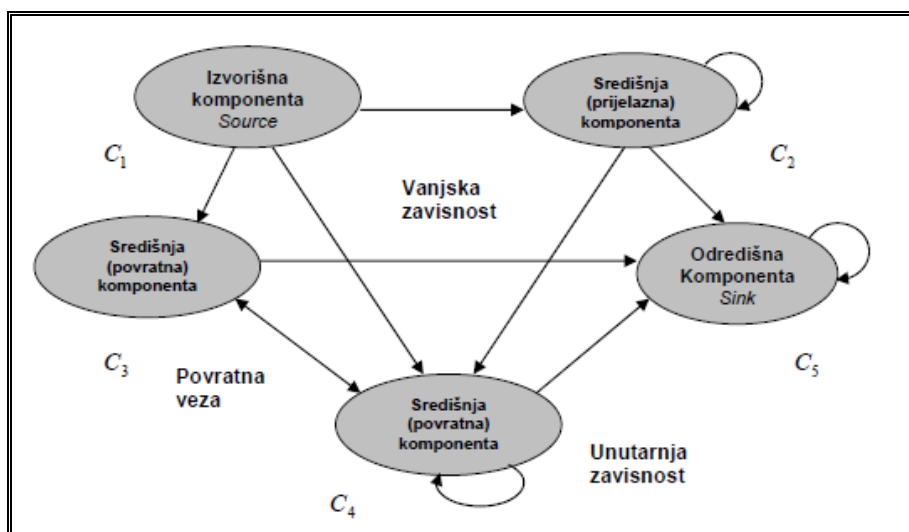 Izvorišna
komponenta
Source
Središnja
(prijelazna)
komponenta
C1
C2
Vanjska
zavisnost
Središnja
(povratna)
komponenta
Odredišna
Komponenta
Sink
C3
Povratna
veza
C5
Središnja
(povratna)
komponenta
Unutarnja
zavisnost
C4